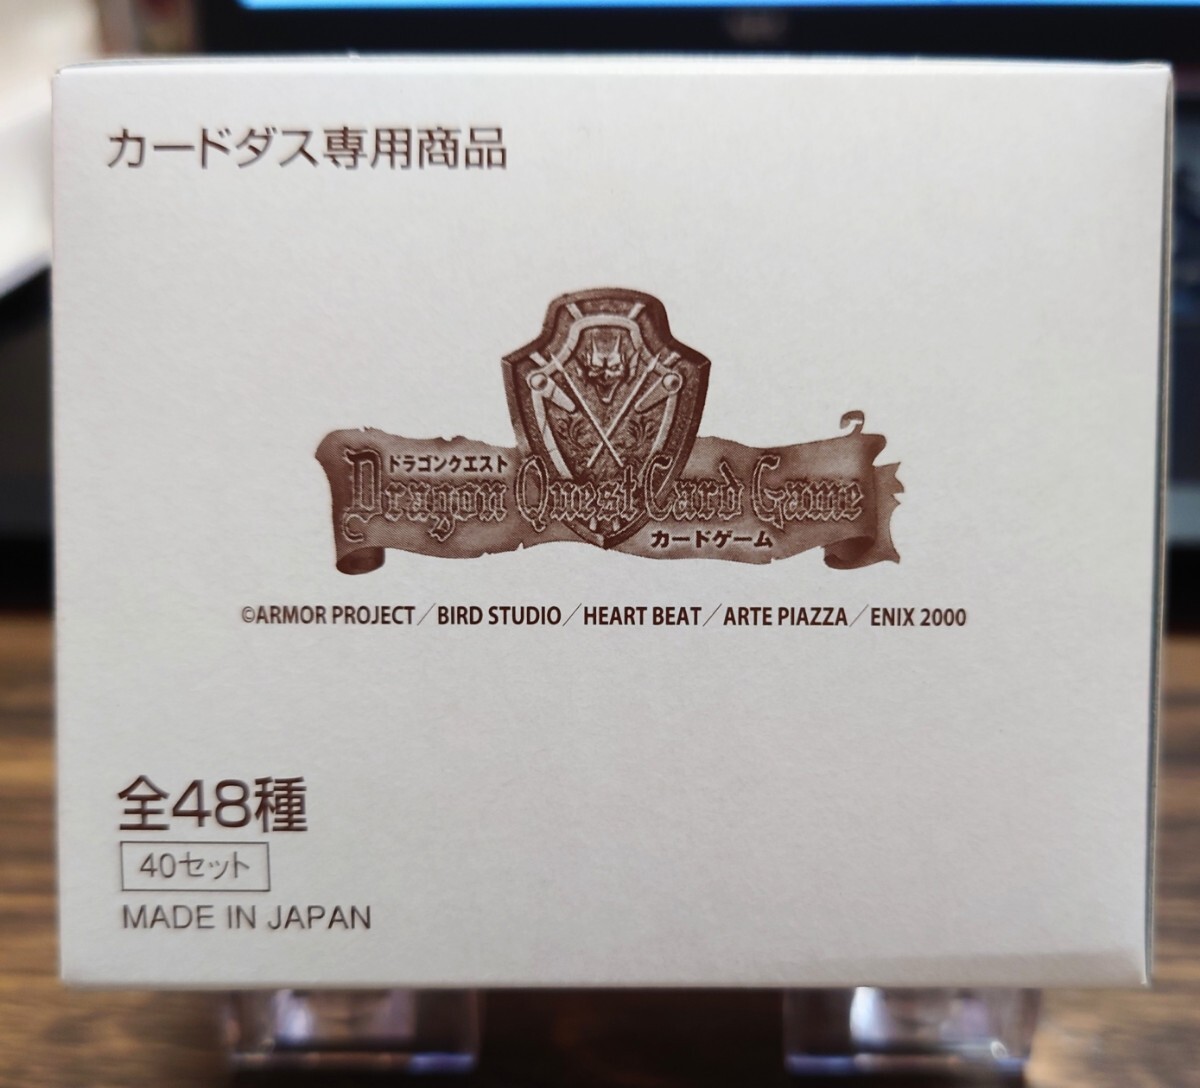 カードダス専用商品
ドラゴンクエスト
Dragon Quest Card Game
カードゲーム
©ARMOR PROJECT／BIRD STUDIO／HEART BEAT／ARTE PIAZZA／ENIX 2000
全48種
40セット
MADE IN JAPAN